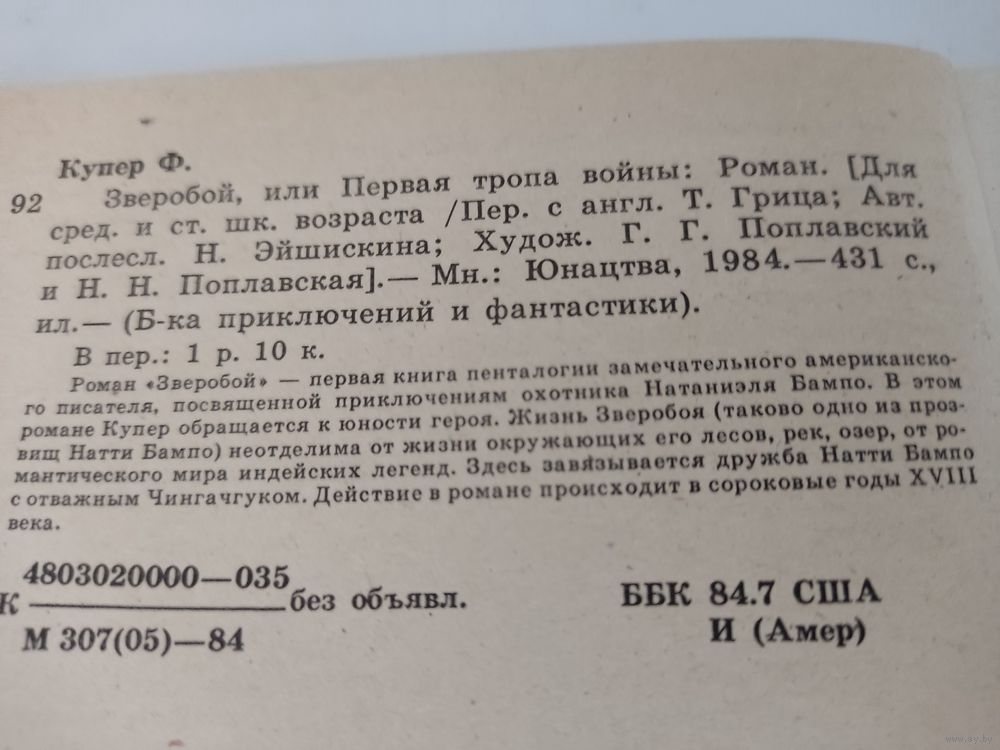 Купер Ф.
92 Зверобой, или Первая тропа войны: Роман. [Для
сред. и ст. шк. возраста /Пер. с англ. Т. Грица; Авт.
послесл. Н. Эйшискина; Худож. Г. Г. Поплавский
и Н. Н. Поплавская].— Мн.: Юнацтва, 1984.—431 с.,
ил.— (Б-ка приключений и фантастики).
В пер.: 1 р. 10 к.
Роман «Зверобой» — первая книга пенталогии замечательного американско-
го писателя, посвященной приключениям охотника Натаниэля Бампо. В этом
романе Купер обращается к юности героя. Жизнь Зверобоя (таково одно из проз-
вищ Натти Бампо) неотделима от жизни окружающих его лесов, рек, озер, от ро-
мантического мира индейских легенд. Здесь завязывается дружба Натти Бампо
с отважным Чингачгуком. Действие в романе происходит в сороковые годы XVIII
века.
4803020000—035
К без объявл.
М 307(05)—84
ББК 84.7 США
И (Амер)
www.ay.by